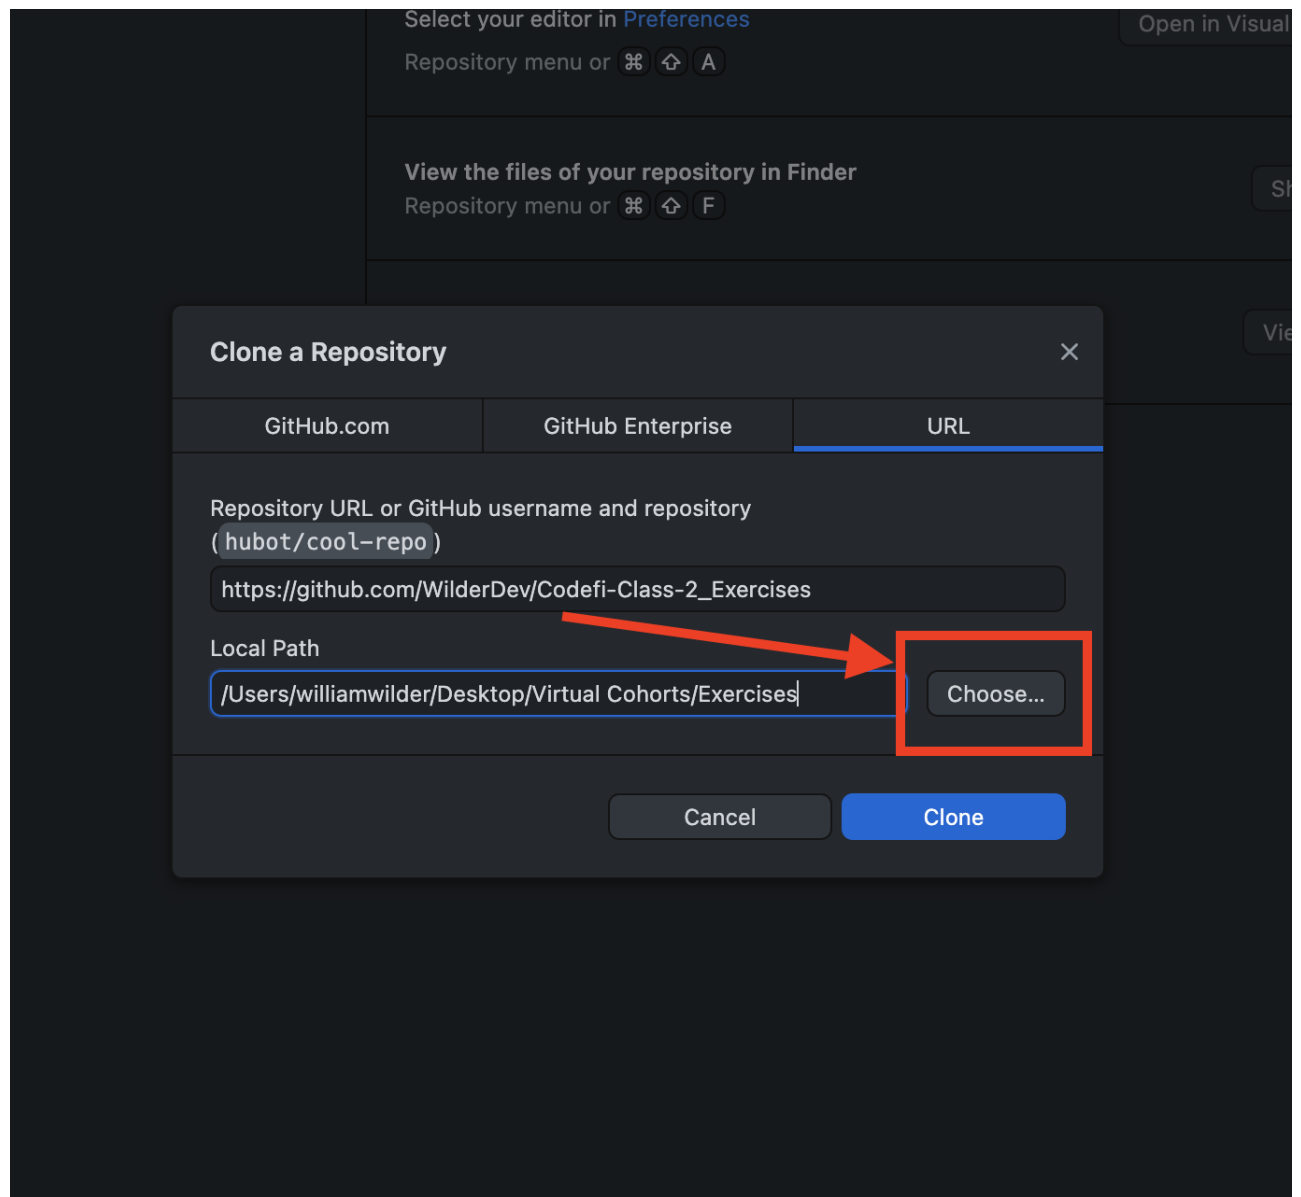 Select your editor in Preferences
Open in Visual
Repository menu or ⌘ ⇧ A
View the files of your repository in Finder
Repository menu or ⌘ ⇧ F
Clone a Repository
GitHub.com
GitHub Enterprise
URL
Repository URL or GitHub username and repository
(hubot/cool-repo)
https://github.com/WilderDev/Codefi-Class-2_Exercises
Local Path
/Users/williamwilder/Desktop/Virtual Cohorts/Exercises
Choose...
Cancel
Clone